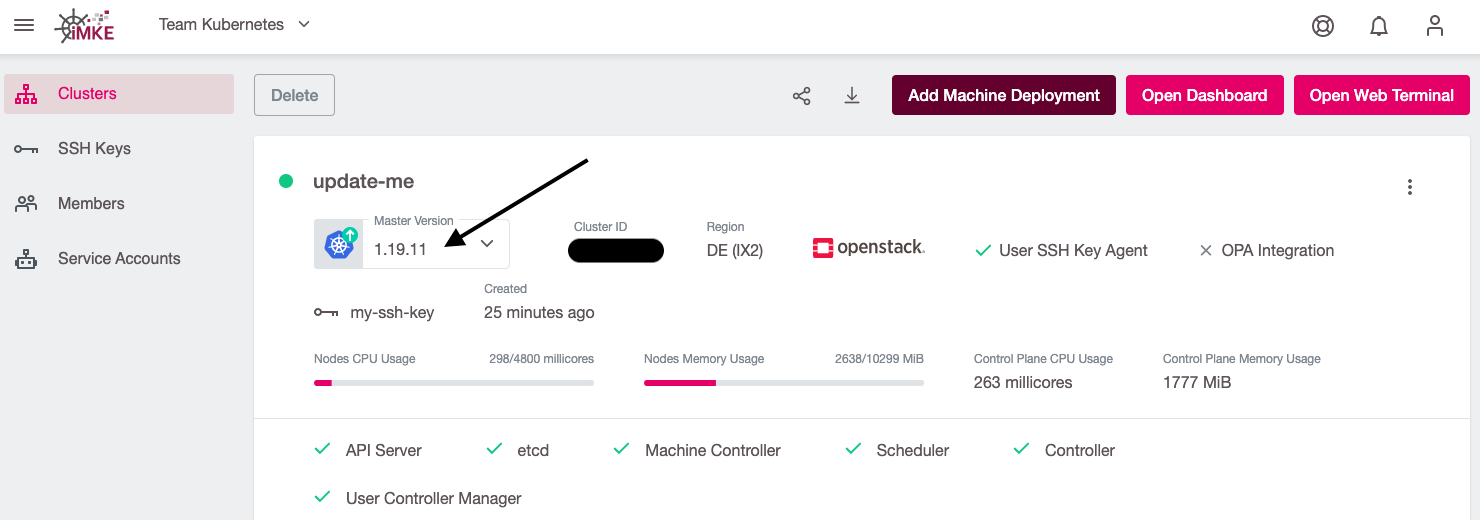 iMKE Team Kubernetes
Clusters
SSH Keys
Members
Service Accounts
Delete Add Machine Deployment Open Dashboard Open Web Terminal
update-me
Master Version
1.19.11
Cluster ID
Region
DE (IX2)
openstack.
User SSH Key Agent
OPA Integration
my-ssh-key
Created
25 minutes ago
Nodes CPU Usage 298/4800 millicores
Nodes Memory Usage 2638/10299 MiB
Control Plane CPU Usage
263 millicores
Control Plane Memory Usage
1777 MiB
API Server etcd Machine Controller Scheduler Controller
User Controller Manager